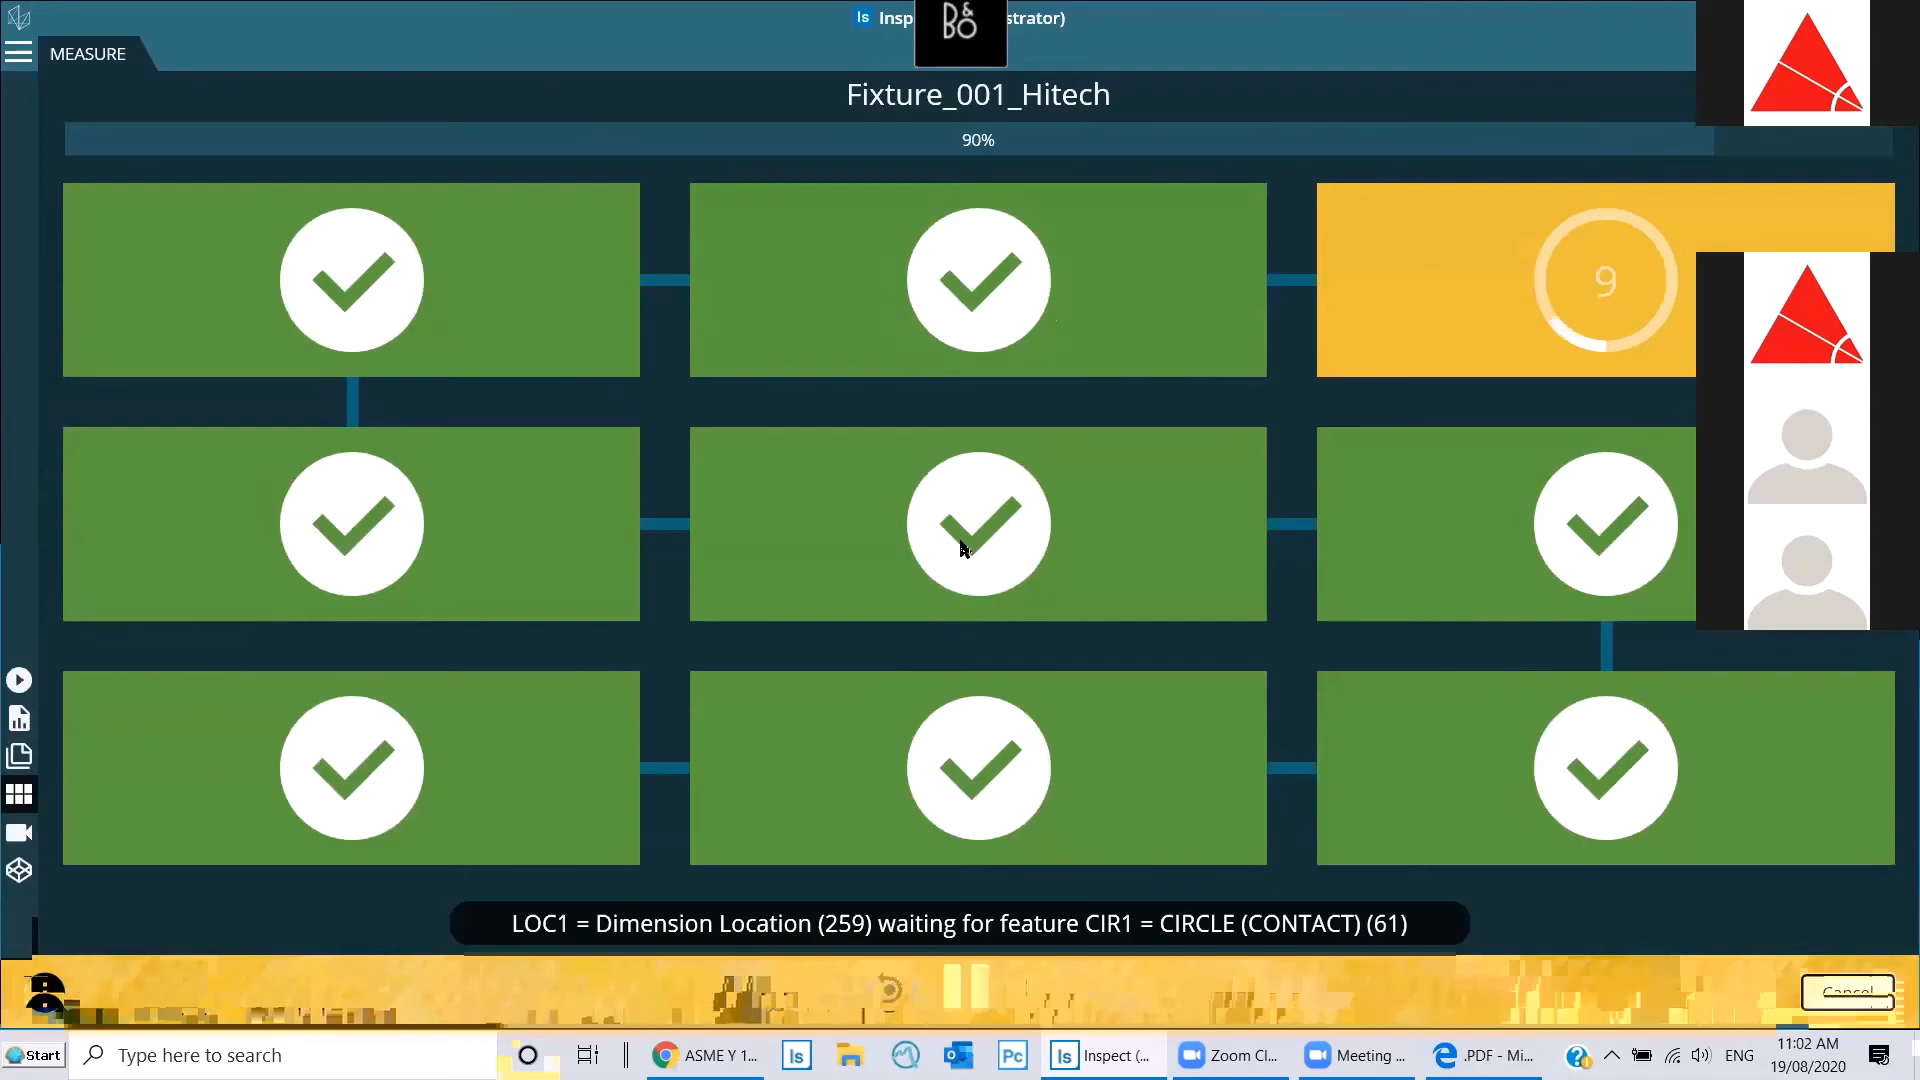 Is Insp strator)
B&O
MEASURE
Fixture_001_Hitech
90%
9
LOC1 = Dimension Location (259) waiting for feature CIR1 = CIRCLE (CONTACT) (61)
Cancel
Start
Type here to search
ASME Y 1...
Is
Pc
Is Inspect (...
Zoom Cl...
Meeting ...
.PDF - Mi...
ENG
11:02 AM
19/08/2020